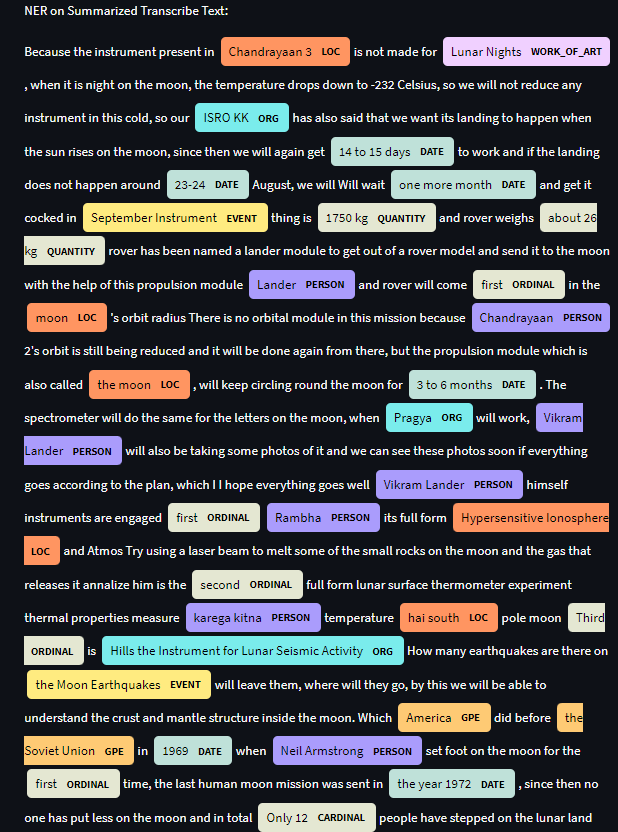 NER on Summarized Transcribe Text:
Because the instrument present in Chandrayaan 3 LOC is not made for Lunar Nights WORK_OF_ART
, when it is night on the moon, the temperature drops down to -232 Celsius, so we will not reduce any
instrument in this cold, so our ISRO KK ORG has also said that we want its landing to happen when
the sun rises on the moon, since then we will again get 14 to 15 days DATE to work and if the landing
does not happen around 23-24 DATE August, we will Will wait one more month DATE and get it
cocked in September Instrument EVENT thing is 1750 kg QUANTITY and rover weighs about 26
kg QUANTITY rover has been named a lander module to get out of a rover model and send it to the moon
with the help of this propulsion module Lander PERSON and rover will come first ORDINAL in the
moon LOC 's orbit radius There is no orbital module in this mission because Chandrayaan PERSON
2's orbit is still being reduced and it will be done again from there, but the propulsion module which is
also called the moon LOC , will keep circling round the moon for 3 to 6 months DATE . The
spectrometer will do the same for the letters on the moon, when Pragya ORG will work, Vikram
Lander PERSON will also be taking some photos of it and we can see these photos soon if everything
goes according to the plan, which I I hope everything goes well Vikram Lander PERSON himself
instruments are engaged first ORDINAL Rambha PERSON its full form Hypersensitive Ionosphere
LOC and Atmos Try using a laser beam to melt some of the small rocks on the moon and the gas that
releases it annalize him is the second ORDINAL full form lunar surface thermometer experiment
thermal properties measure karega kitna PERSON temperature hai south LOC pole moon Third
ORDINAL is Hills the Instrument for Lunar Seismic Activity ORG How many earthquakes are there on
the Moon Earthquakes EVENT will leave them, where will they go, by this we will be able to
understand the crust and mantle structure inside the moon. Which America GPE did before the
Soviet Union GPE in 1969 DATE when Neil Armstrong PERSON set foot on the moon for the
first ORDINAL time, the last human moon mission was sent in the year 1972 DATE , since then no
one has put less on the moon and in total Only 12 CARDINAL people have stepped on the lunar land